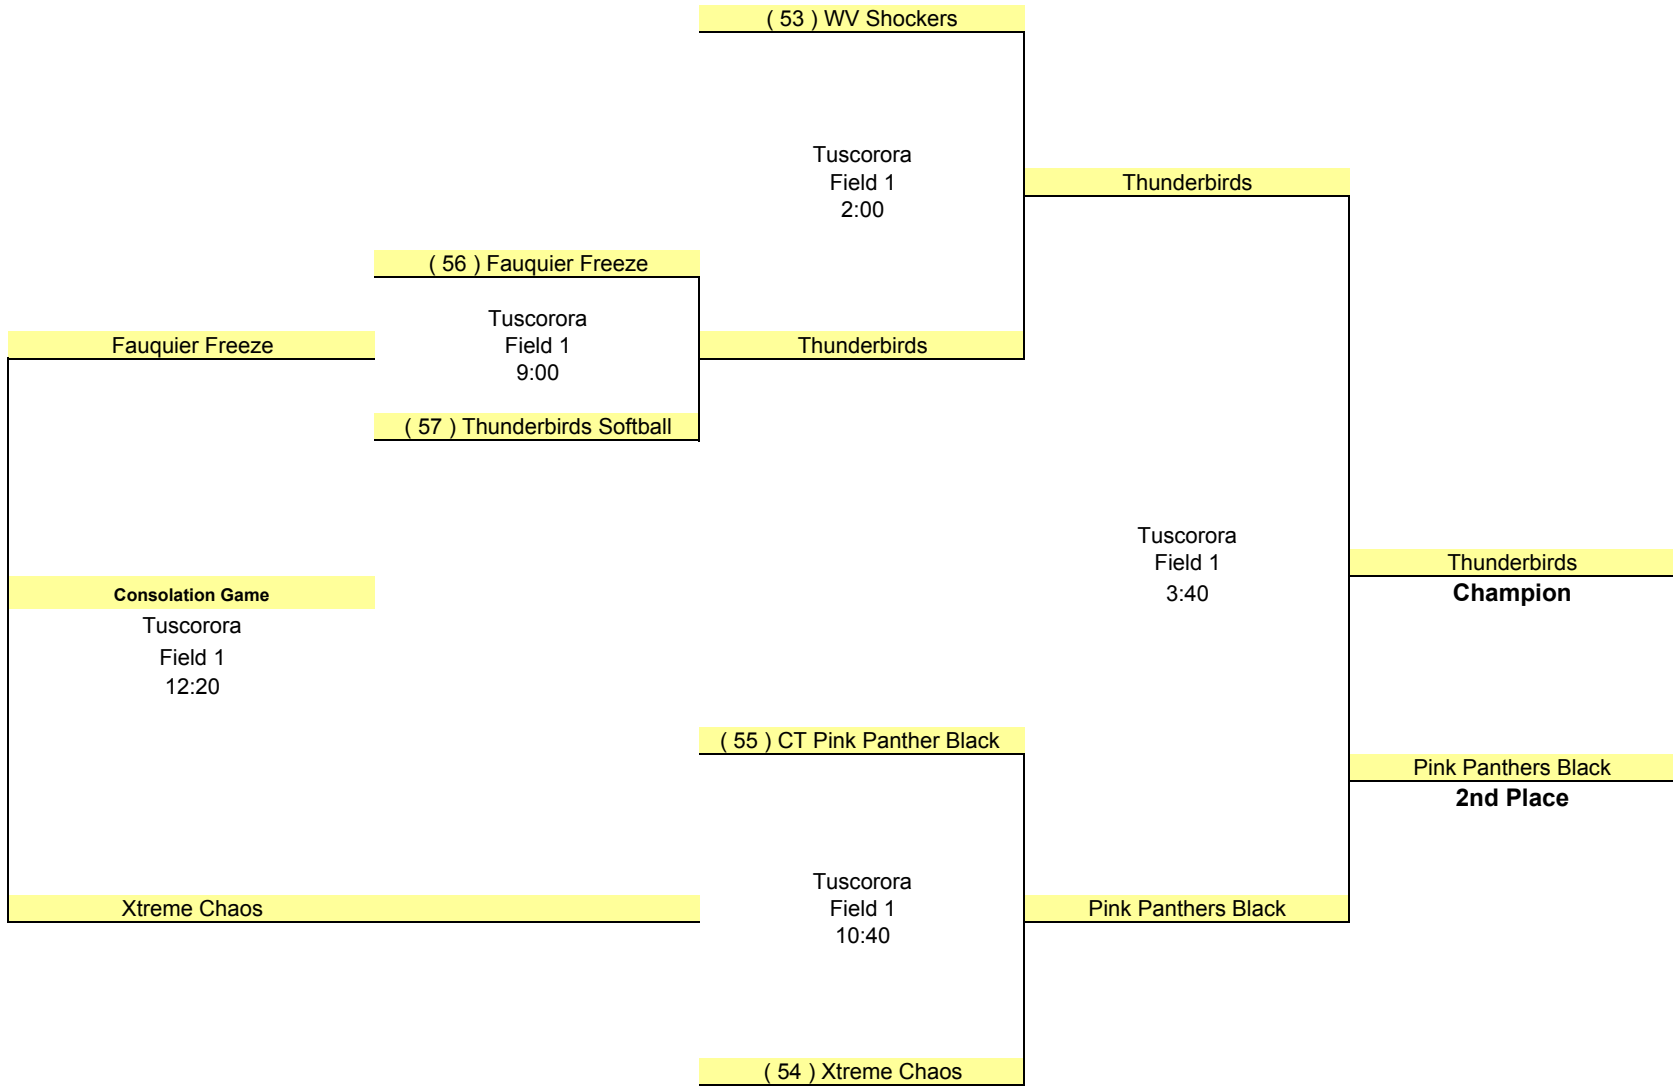 ( 53 ) WV Shockers
Tuscorora
Field 1
2:00
Thunderbirds
( 56 ) Fauquier Freeze
Tuscorora
Field 1
9:00
Fauquier Freeze
Thunderbirds
( 57 ) Thunderbirds Softball
Tuscorora
Field 1
3:40
Thunderbirds
Champion
Consolation Game
Tuscorora
Field 1
12:20
( 55 ) CT Pink Panther Black
Pink Panthers Black
2nd Place
Tuscorora
Field 1
10:40
Xtreme Chaos
Pink Panthers Black
( 54 ) Xtreme Chaos